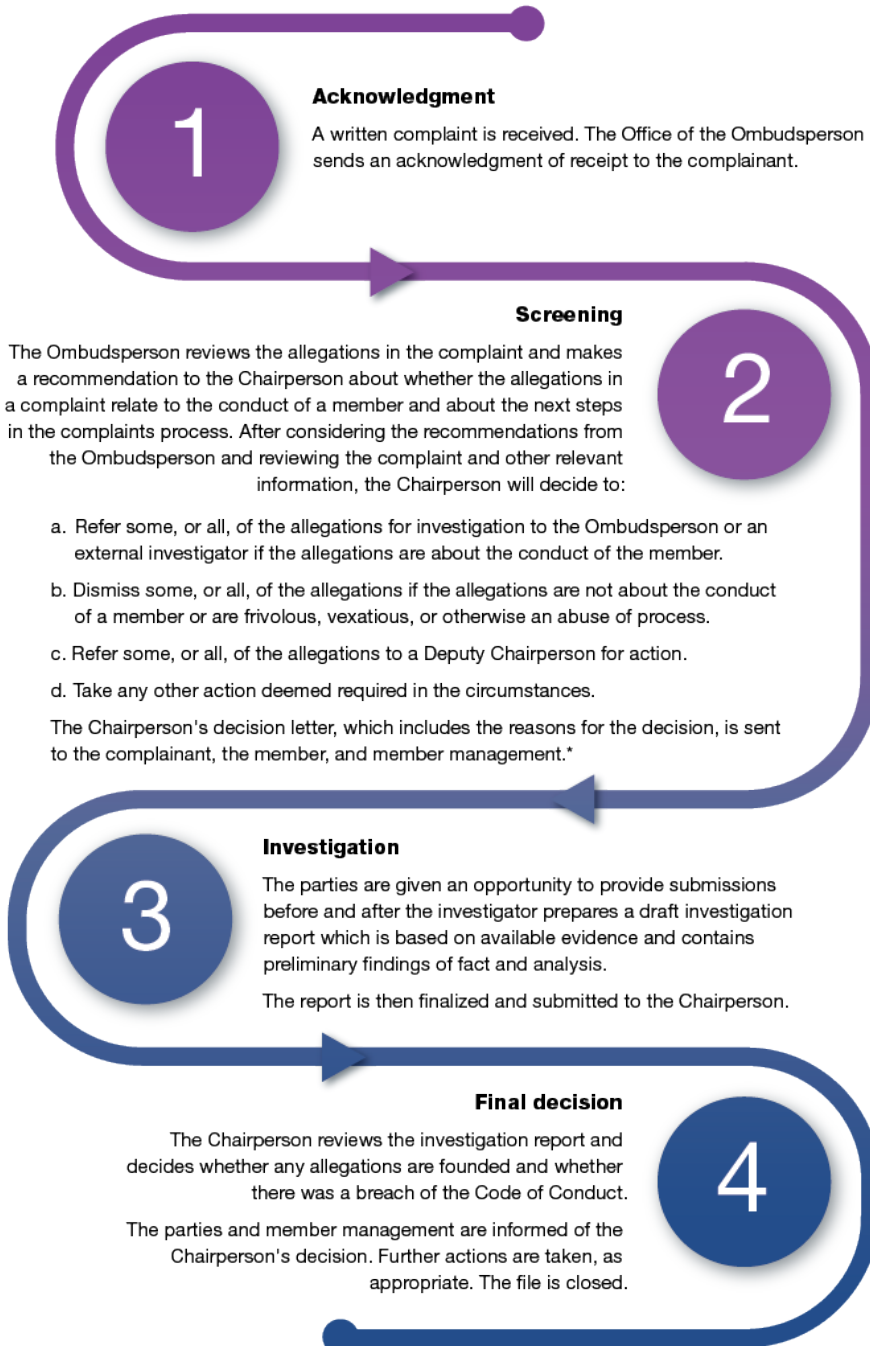 1
Acknowledgment
A written complaint is received. The Office of the Ombudsperson
sends an acknowledgment of receipt to the complainant.
2
Screening
The Ombudsperson reviews the allegations in the complaint and makes
a recommendation to the Chairperson about whether the allegations in
a complaint relate to the conduct of a member and about the next steps
in the complaints process. After considering the recommendations from
the Ombudsperson and reviewing the complaint and other relevant
information, the Chairperson will decide to:
a. Refer some, or all, of the allegations for investigation to the Ombudsperson or an
external investigator if the allegations are about the conduct of the member.
b. Dismiss some, or all, of the allegations if the allegations are not about the conduct
of a member or are frivolous, vexatious, or otherwise an abuse of process.
c. Refer some, or all, of the allegations to a Deputy Chairperson for action.
d. Take any other action deemed required in the circumstances.
The Chairperson's decision letter, which includes the reasons for the decision, is sent
to the complainant, the member, and member management.*
3
Investigation
The parties are given an opportunity to provide submissions
before and after the investigator prepares a draft investigation
report which is based on available evidence and contains
preliminary findings of fact and analysis.
The report is then finalized and submitted to the Chairperson.
4
Final decision
The Chairperson reviews the investigation report and
decides whether any allegations are founded and whether
there was a breach of the Code of Conduct.
The parties and member management are informed of the
Chairperson's decision. Further actions are taken, as
appropriate. The file is closed.